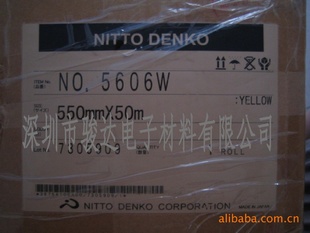 NITTO DENKO
NO. 5606W
:YELLOW
550mmX50m
深圳市骏达电子材料有限公司
ROLL
NITTO DENKO CORPORATION
alibaba.com.cn